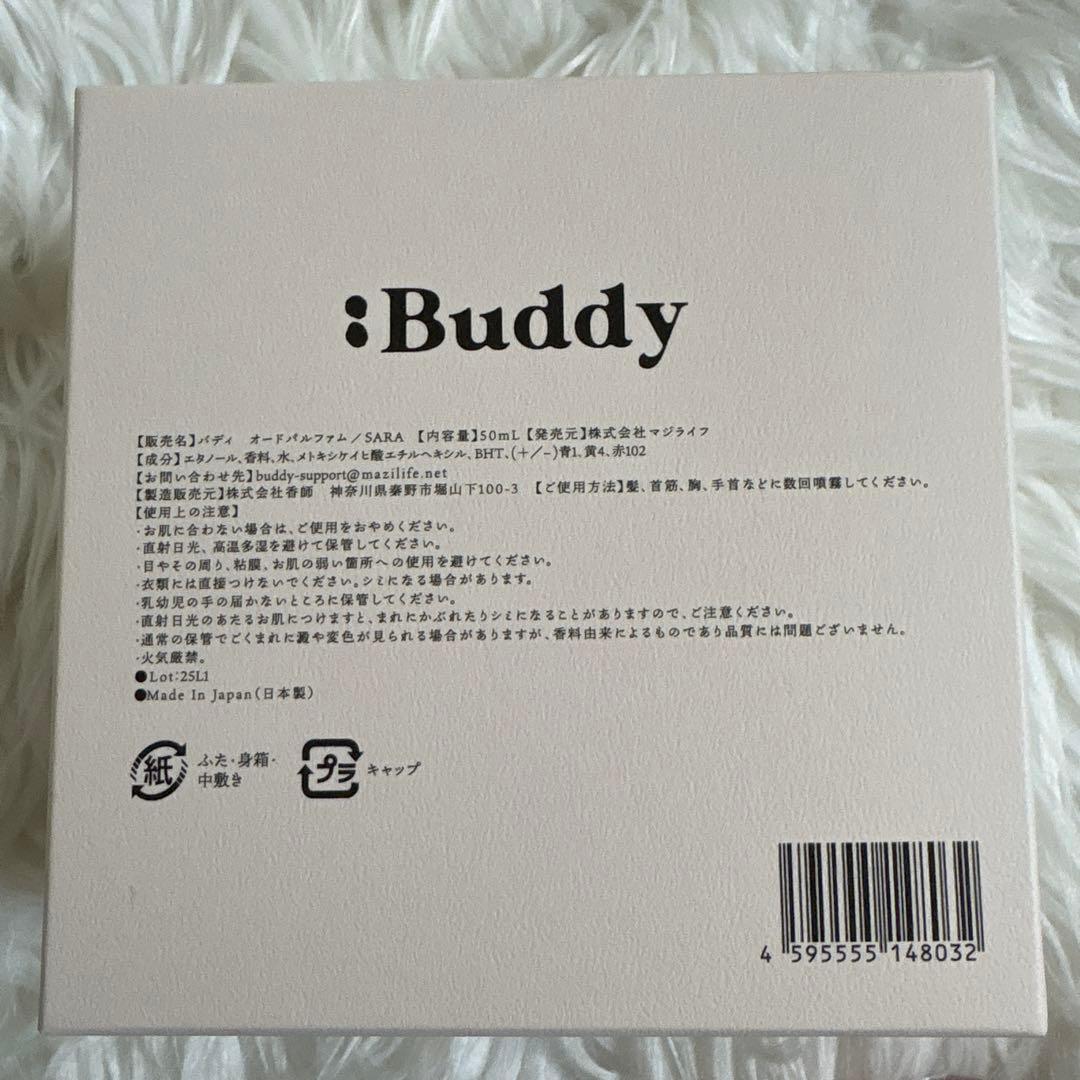 :Buddy
【販売名】バディ　オードパルファム／SARA　【内容量】50mL【発売元】株式会社マジライフ
【成分】エタノール、香料、水、メトキシケイヒ酸エチルヘキシル、BHT、(＋／−)青1、黄4、赤102
【お問い合わせ先】buddy-support@mazilife.net
【製造販売元】株式会社香師　神奈川県秦野市堀山下100-3　【ご使用方法】髪、首筋、胸、手首などに数回噴霧してください。
【使用上の注意】
・お肌に合わない場合は、ご使用をおやめください。
・直射日光、高温多湿を避けて保管してください。
・目やその周り、粘膜、お肌の弱い箇所への使用を避けてください。
・衣類には直接つけないでください。シミになる場合があります。
・乳幼児の手の届かないところに保管してください。
・直射日光のあたるお肌につけますと、まれにかぶれたりシミになることがありますので、ご注意ください。
・通常の保管でごくまれに澱や変色が見られる場合がありますが、香料由来によるものであり品質には問題ございません。
・火気厳禁。
●Lot:25L1
●Made In Japan(日本製)
紙 ふた・身箱・
中敷き
プラ キャップ
4 595555 148032